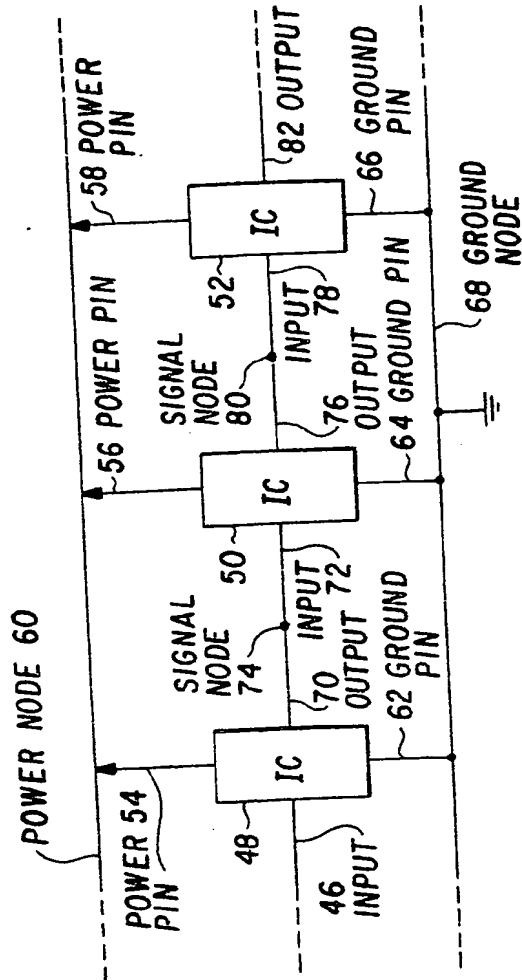 POWER NODE 60
POWER 54
PIN
56 POWER PIN
58 POWER
PIN
48
IC
50
IC
52
IC
46
INPUT
70
OUTPUT
SIGNAL
NODE
74
INPUT
72
76
OUTPUT
SIGNAL
NODE
80
INPUT
78
82 OUTPUT
62 GROUND
PIN
64 GROUND PIN
66 GROUND
PIN
68 GROUND
NODE